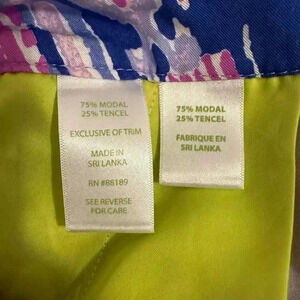 75% MODAL
25% TENCEL
EXCLUSIVE OF TRIM
MADE IN
SRI LANKA
RN #88189
SEE REVERSE
FOR CARE
75% MODAL
25% TENCEL
FABRIQUE EN
SRI LANKA